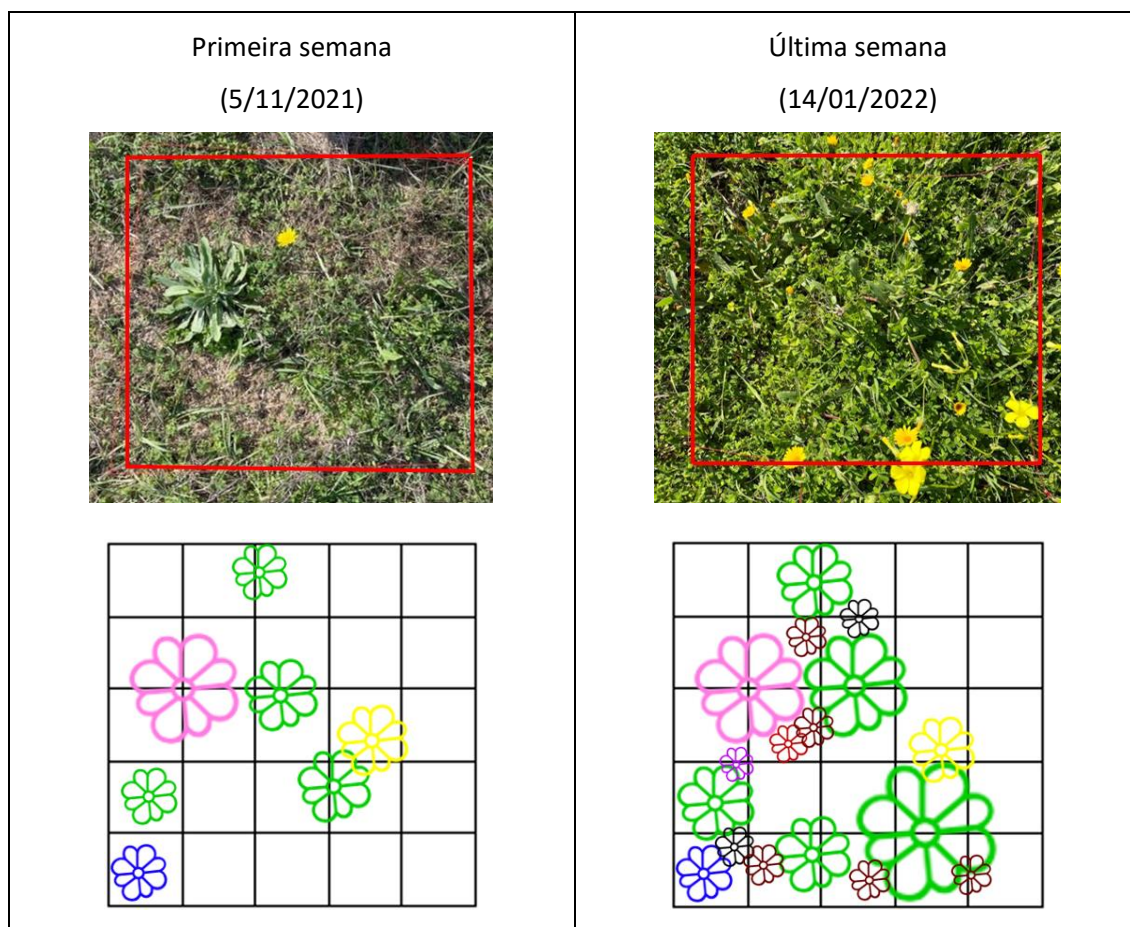 Primeira semana
(5/11/2021)
Última semana
(14/01/2022)